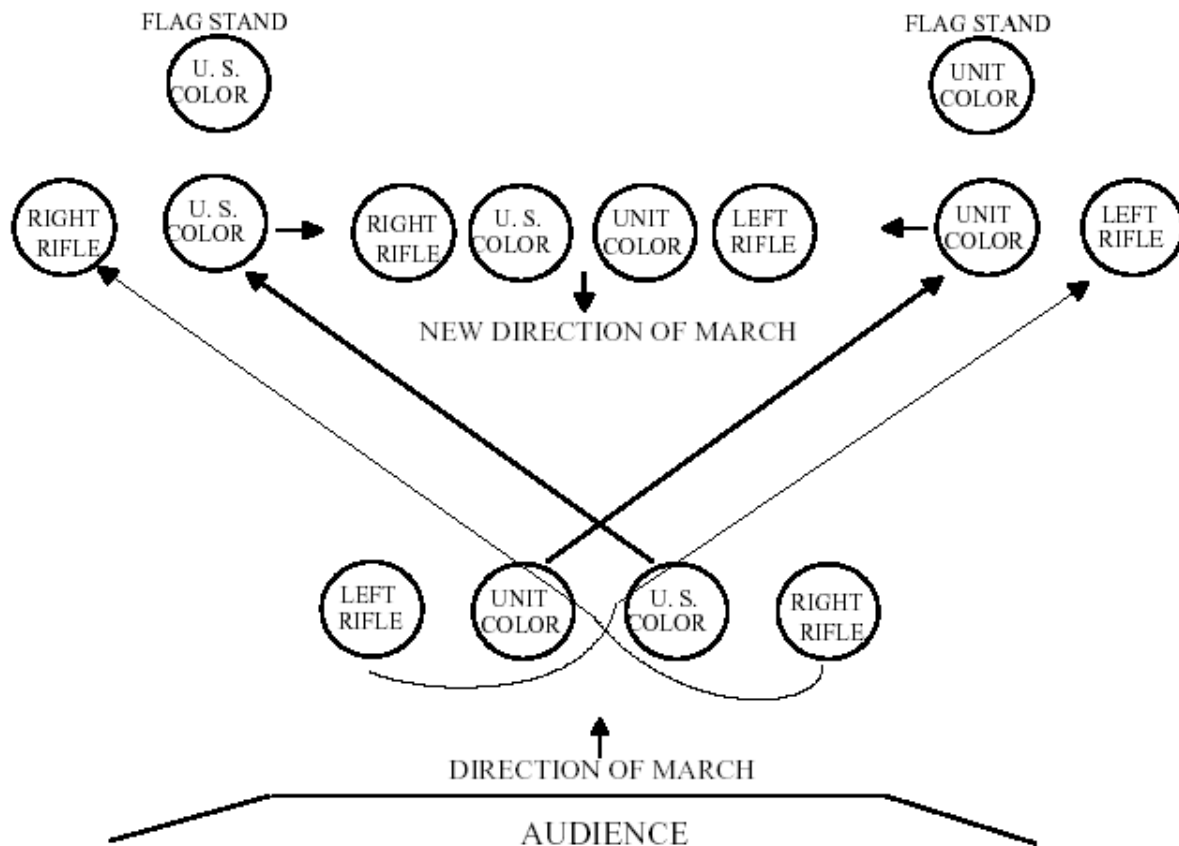 FLAG STAND
U. S.
COLOR
FLAG STAND
UNIT
COLOR
RIGHT
RIFLE
U. S.
COLOR
RIGHT
RIFLE
U. S.
COLOR
UNIT
COLOR
LEFT
RIFLE
UNIT
COLOR
LEFT
RIFLE
NEW DIRECTION OF MARCH
LEFT
RIFLE
UNIT
COLOR
U. S.
COLOR
RIGHT
RIFLE
DIRECTION OF MARCH
AUDIENCE